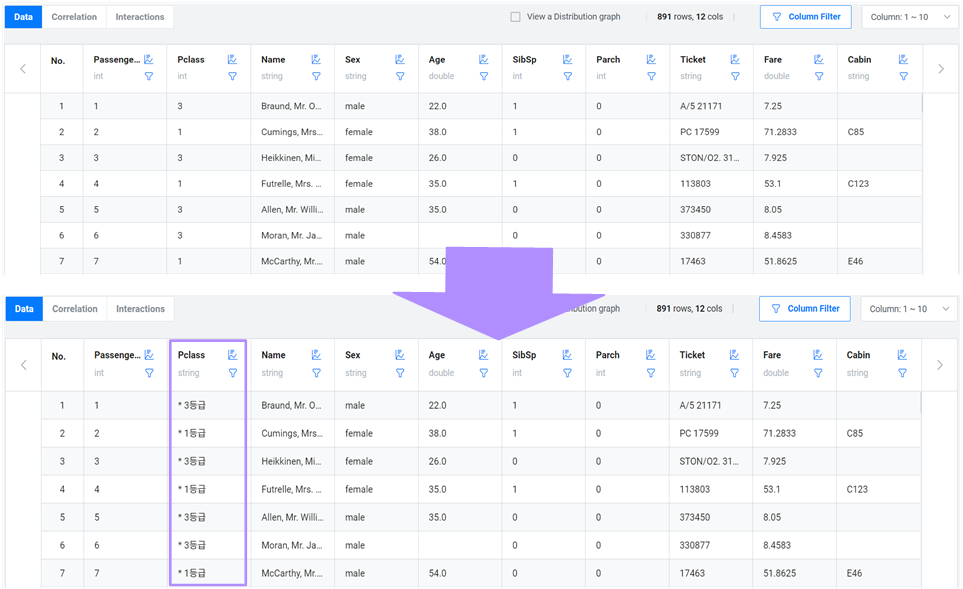 Data Correlation Interactions View a Distribution graph 891 rows, 12 cols Column Filter Column: 1 ~ 10
No. Passenge... Pclass Name Sex Age SibSp Parch Ticket Fare Cabin
int int string string double int int string double string
1 1 3 Braund, Mr. O... male 22.0 1 0 A/5 21171 7.25
2 2 1 Cumings, Mrs... female 38.0 1 0 PC 17599 71.2833 C85
3 3 3 Heikkinen, Mi... female 26.0 0 0 STON/O2. 31... 7.925
4 4 1 Futrelle, Mrs. ... female 35.0 1 0 113803 53.1 C123
5 5 3 Allen, Mr. Willi... male 35.0 0 0 373450 8.05
6 6 3 Moran, Mr. Ja... male 0 0 330877 8.4583
7 7 1 McCarthy, Mr.... male 54.0 0 17463 51.8625 E46
Data Correlation Interactions ribution graph 891 rows, 12 cols Column Filter Column: 1 ~ 10
No. Passenge... Pclass Name Sex Age SibSp Parch Ticket Fare Cabin
int string string string double int int string double string
1 1 * 3등급 Braund, Mr. O... male 22.0 1 0 A/5 21171 7.25
2 2 * 1등급 Cumings, Mrs... female 38.0 1 0 PC 17599 71.2833 C85
3 3 * 3등급 Heikkinen, Mi... female 26.0 0 0 STON/O2. 31... 7.925
4 4 * 1등급 Futrelle, Mrs. ... female 35.0 1 0 113803 53.1 C123
5 5 * 3등급 Allen, Mr. Willi... male 35.0 0 0 373450 8.05
6 6 * 3등급 Moran, Mr. Ja... male 0 0 330877 8.4583
7 7 * 1등급 McCarthy, Mr.... male 54.0 0 0 17463 51.8625 E46